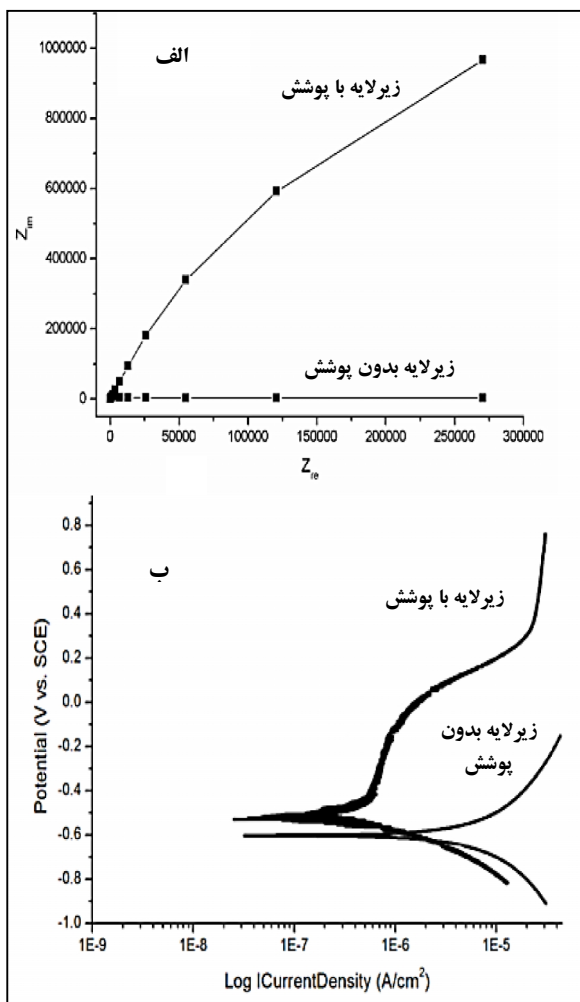 الف
زیرلایه با پوشش
زیرلایه بدون پوشش
1000000
800000
600000
400000
200000
0
Z_im
0 50000 100000 150000 200000 250000 300000
Z_re
ب
زیرلایه با پوشش
زیرلایه بدون
پوشش
0.8
0.6
0.4
0.2
0.0
-0.2
-0.4
-0.6
-0.8
-1.0
Potential (V vs. SCE)
1E-9 1E-8 1E-7 1E-6 1E-5
Log ICurrentDensity (A/cm²)